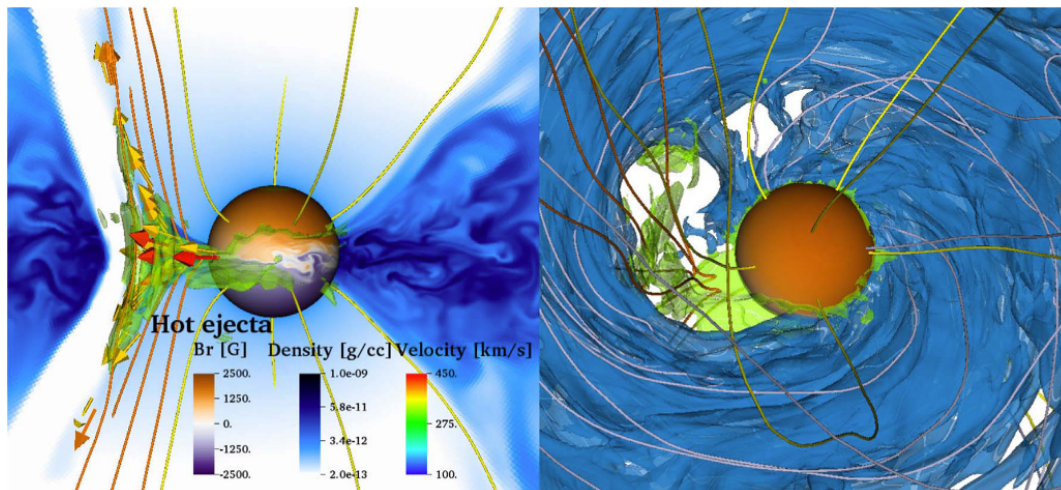 Hot ejecta
Br [G] Density [g/cc] Velocity [km/s]
2500. 1.0e-09 450.
1250. 5.8e-11
0. 275.
-1250. 3.4e-12
-2500. 2.0e-13 100.